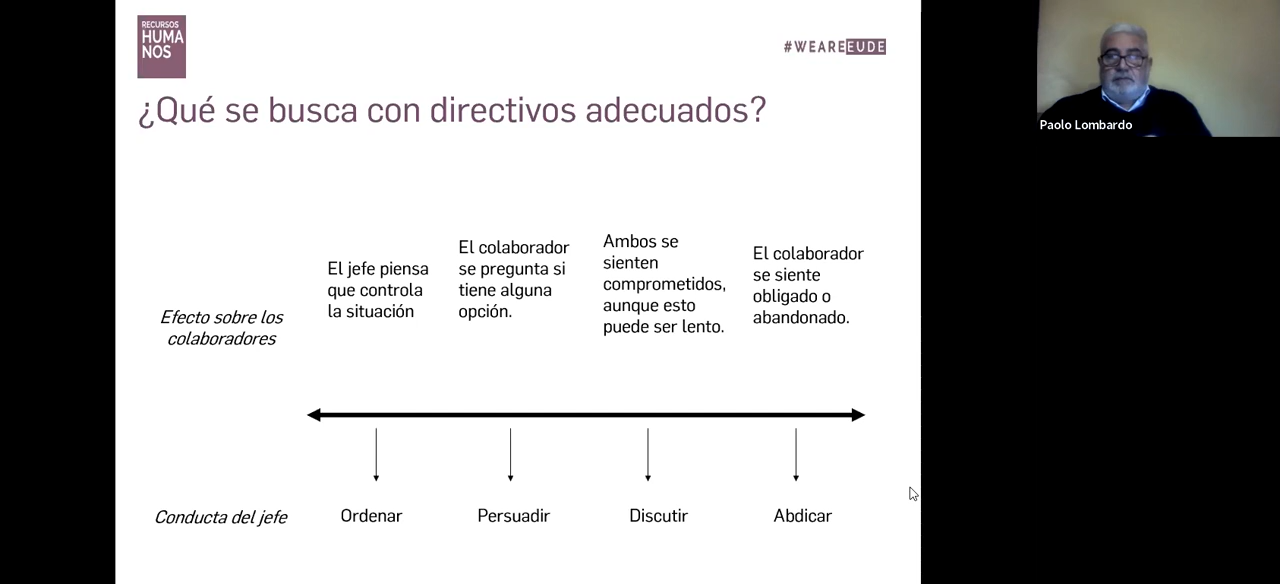 RECURSOS
HUMA
NOS
#WEAREEUDE
¿Qué se busca con directivos adecuados?
Paolo Lombardo
Efecto sobre los
colaboradores
El jefe piensa
que controla
la situación
El colaborador
se pregunta si
tiene alguna
opción.
Ambos se
sienten
comprometidos,
aunque esto
puede ser lento.
El colaborador
se siente
obligado o
abandonado.
Conducta del jefe
Ordenar
Persuadir
Discutir
Abdicar